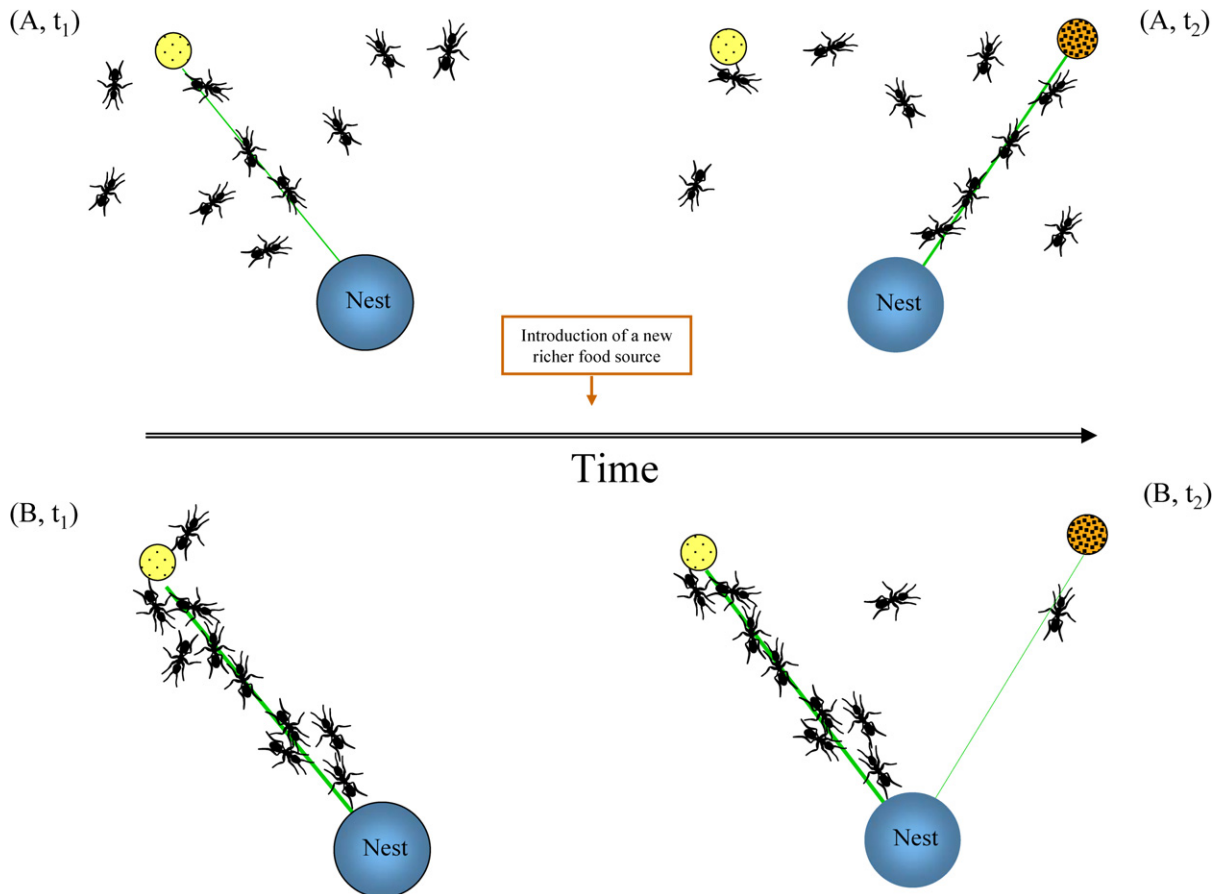 (A, t₁)
(A, t₂)
Nest
Nest
Introduction of a new
richer food source
Time
(B, t₁)
(B, t₂)
Nest
Nest